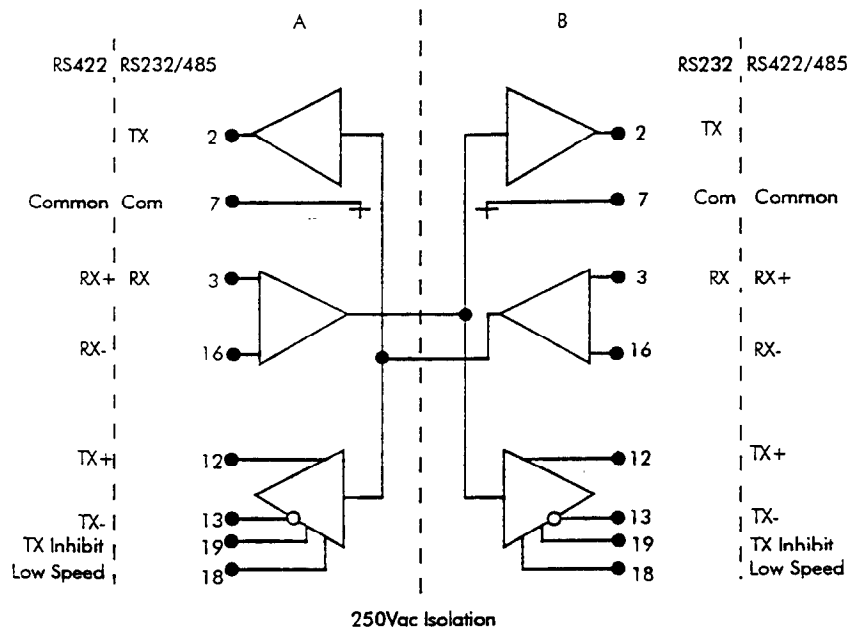 A B
RS422 RS232/485 RS232 RS422/485
TX 2 2 TX
Common Com 7 7 Com Common
RX+ RX 3 3 RX RX+
RX- 16 16 RX-
TX+ 12 12 TX+
TX- 13 13 TX-
TX Inhibit 19 19 TX Inhibit
Low Speed 18 18 Low Speed
250Vac Isolation